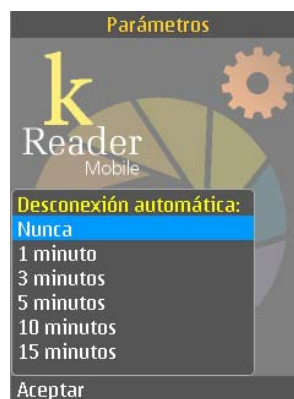 Parámetros
k
Reader
Mobile
Desconexión automática:
Nunca
1 minuto
3 minutos
5 minutos
10 minutos
15 minutos
Aceptar